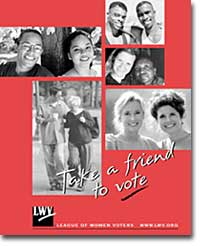 Take a friend
to vote
LWV
LEAGUE OF WOMEN VOTERS WWW.LWV.ORG